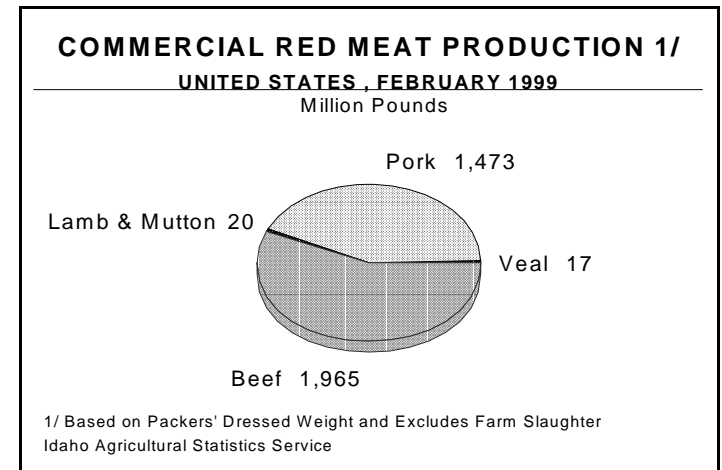 COMMERCIAL RED MEAT PRODUCTION 1/
UNITED STATES , FEBRUARY 1999
Million Pounds
Pork 1,473
Lamb & Mutton 20
Veal 17
Beef 1,965
1/ Based on Packers' Dressed Weight and Excludes Farm Slaughter
Idaho Agricultural Statistics Service